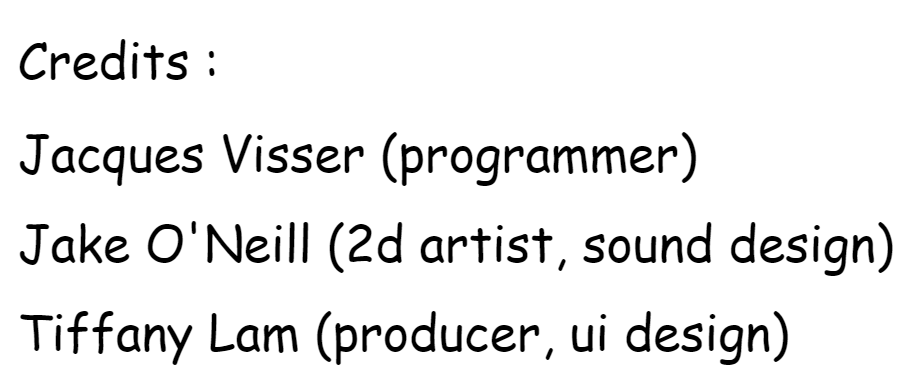 Credits :
Jacques Visser (programmer)
Jake O'Neill (2d artist, sound design)
Tiffany Lam (producer, ui design)